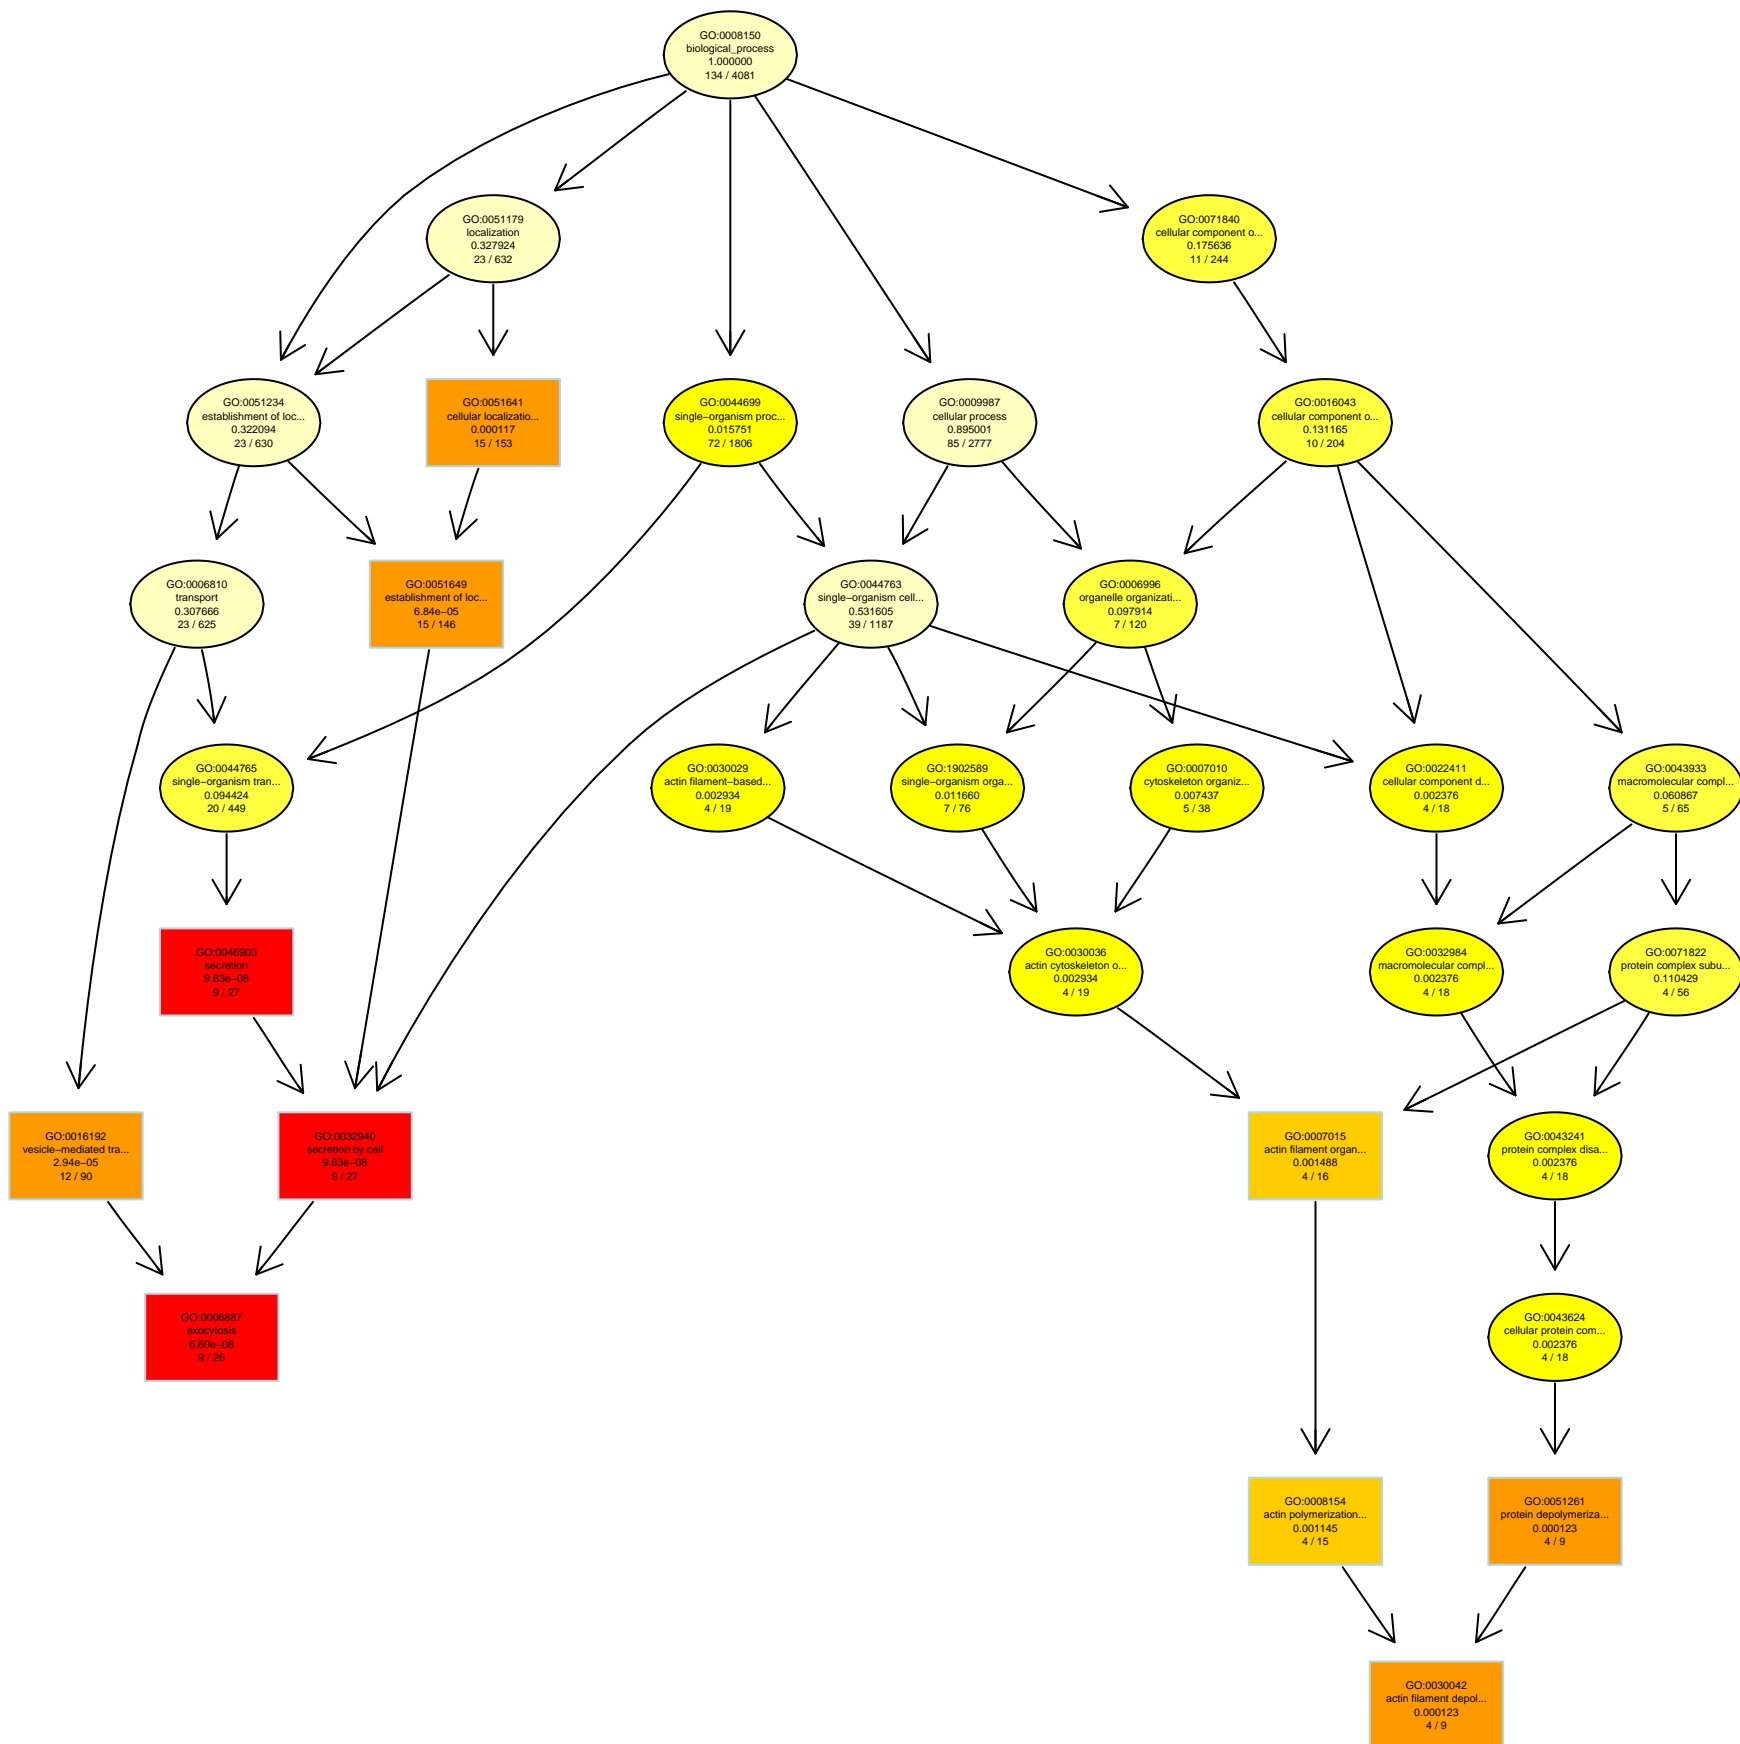 GO:0008150
biological_process
1.000000
134 / 4081
GO:0051179
localization
0.327924
23 / 632
GO:0071840
cellular component o...
0.175636
11 / 244
GO:0051234
establishment of loc...
0.322094
23 / 630
GO:0051641
cellular localizatio...
0.000117
15 / 153
GO:0044699
single−organism proc...
0.015751
72 / 1806
GO:0009987
cellular process
0.895001
85 / 2777
GO:0016043
cellular component o...
0.131165
10 / 204
GO:0006810
transport
0.307666
23 / 625
GO:0051649
establishment of loc...
6.84e−05
15 / 146
GO:0044763
single−organism cell...
0.531605
39 / 1187
GO:0006996
organelle organizati...
0.097914
7 / 120
GO:0044765
single−organism tran...
0.094424
20 / 449
GO:0030029
actin filament−based...
0.002934
4 / 19
GO:1902589
single−organism orga...
0.011660
7 / 76
GO:0007010
cytoskeleton organiz...
0.007437
5 / 38
GO:0022411
cellular component d...
0.002376
4 / 18
GO:0043933
macromolecular compl...
0.060867
5 / 65
GO:0046903
secretion
9.63e−08
9 / 27
GO:0030036
actin cytoskeleton o...
0.002934
4 / 19
GO:0032984
macromolecular compl...
0.002376
4 / 18
GO:0071822
protein complex subu...
0.110429
4 / 56
GO:0016192
vesicle−mediated tra...
2.94e−05
12 / 90
GO:0032940
secretion by cell
9.63e−08
9 / 27
GO:0007015
actin filament organ...
0.001488
4 / 16
GO:0043241
protein complex disa...
0.002376
4 / 18
GO:0006887
exocytosis
6.60e−08
9 / 26
GO:0043624
cellular protein com...
0.002376
4 / 18
GO:0008154
actin polymerization...
0.001145
4 / 15
GO:0051261
protein depolymeriza...
0.000123
4 / 9
GO:0030042
actin filament depol...
0.000123
4 / 9